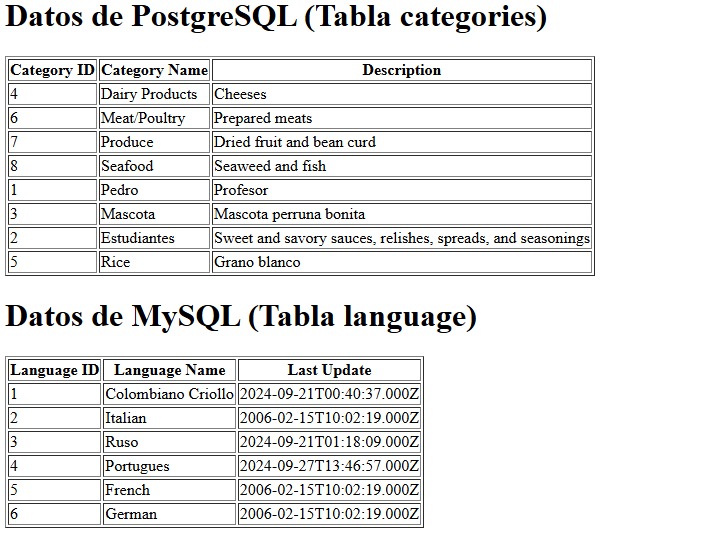 Datos de PostgreSQL (Tabla categories)
Category ID Category Name Description
4 Dairy Products Cheeses
6 Meat/Poultry Prepared meats
7 Produce Dried fruit and bean curd
8 Seafood Seaweed and fish
1 Pedro Profesor
3 Mascota Mascota perruna bonita
2 Estudiantes Sweet and savory sauces, relishes, spreads, and seasonings
5 Rice Grano blanco
Datos de MySQL (Tabla language)
Language ID Language Name Last Update
1 Colombiano Criollo 2024-09-21T00:40:37.000Z
2 Italian 2006-02-15T10:02:19.000Z
3 Ruso 2024-09-21T01:18:09.000Z
4 Portugues 2024-09-27T13:46:57.000Z
5 French 2006-02-15T10:02:19.000Z
6 German 2006-02-15T10:02:19.000Z